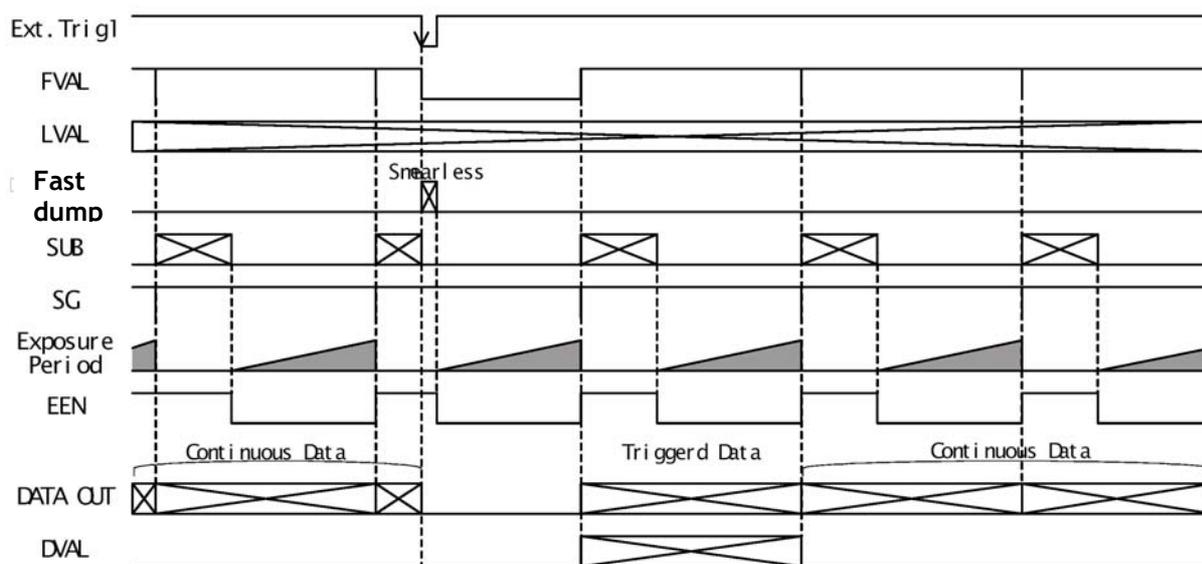 Ext.Trig1
FVAL
LVAL
Smearless
Fast
dump
SUB
SG
Exposure
Period
EEN
Continuous Data
Triggerd Data
Continuous Data
DATA OUT
DVAL